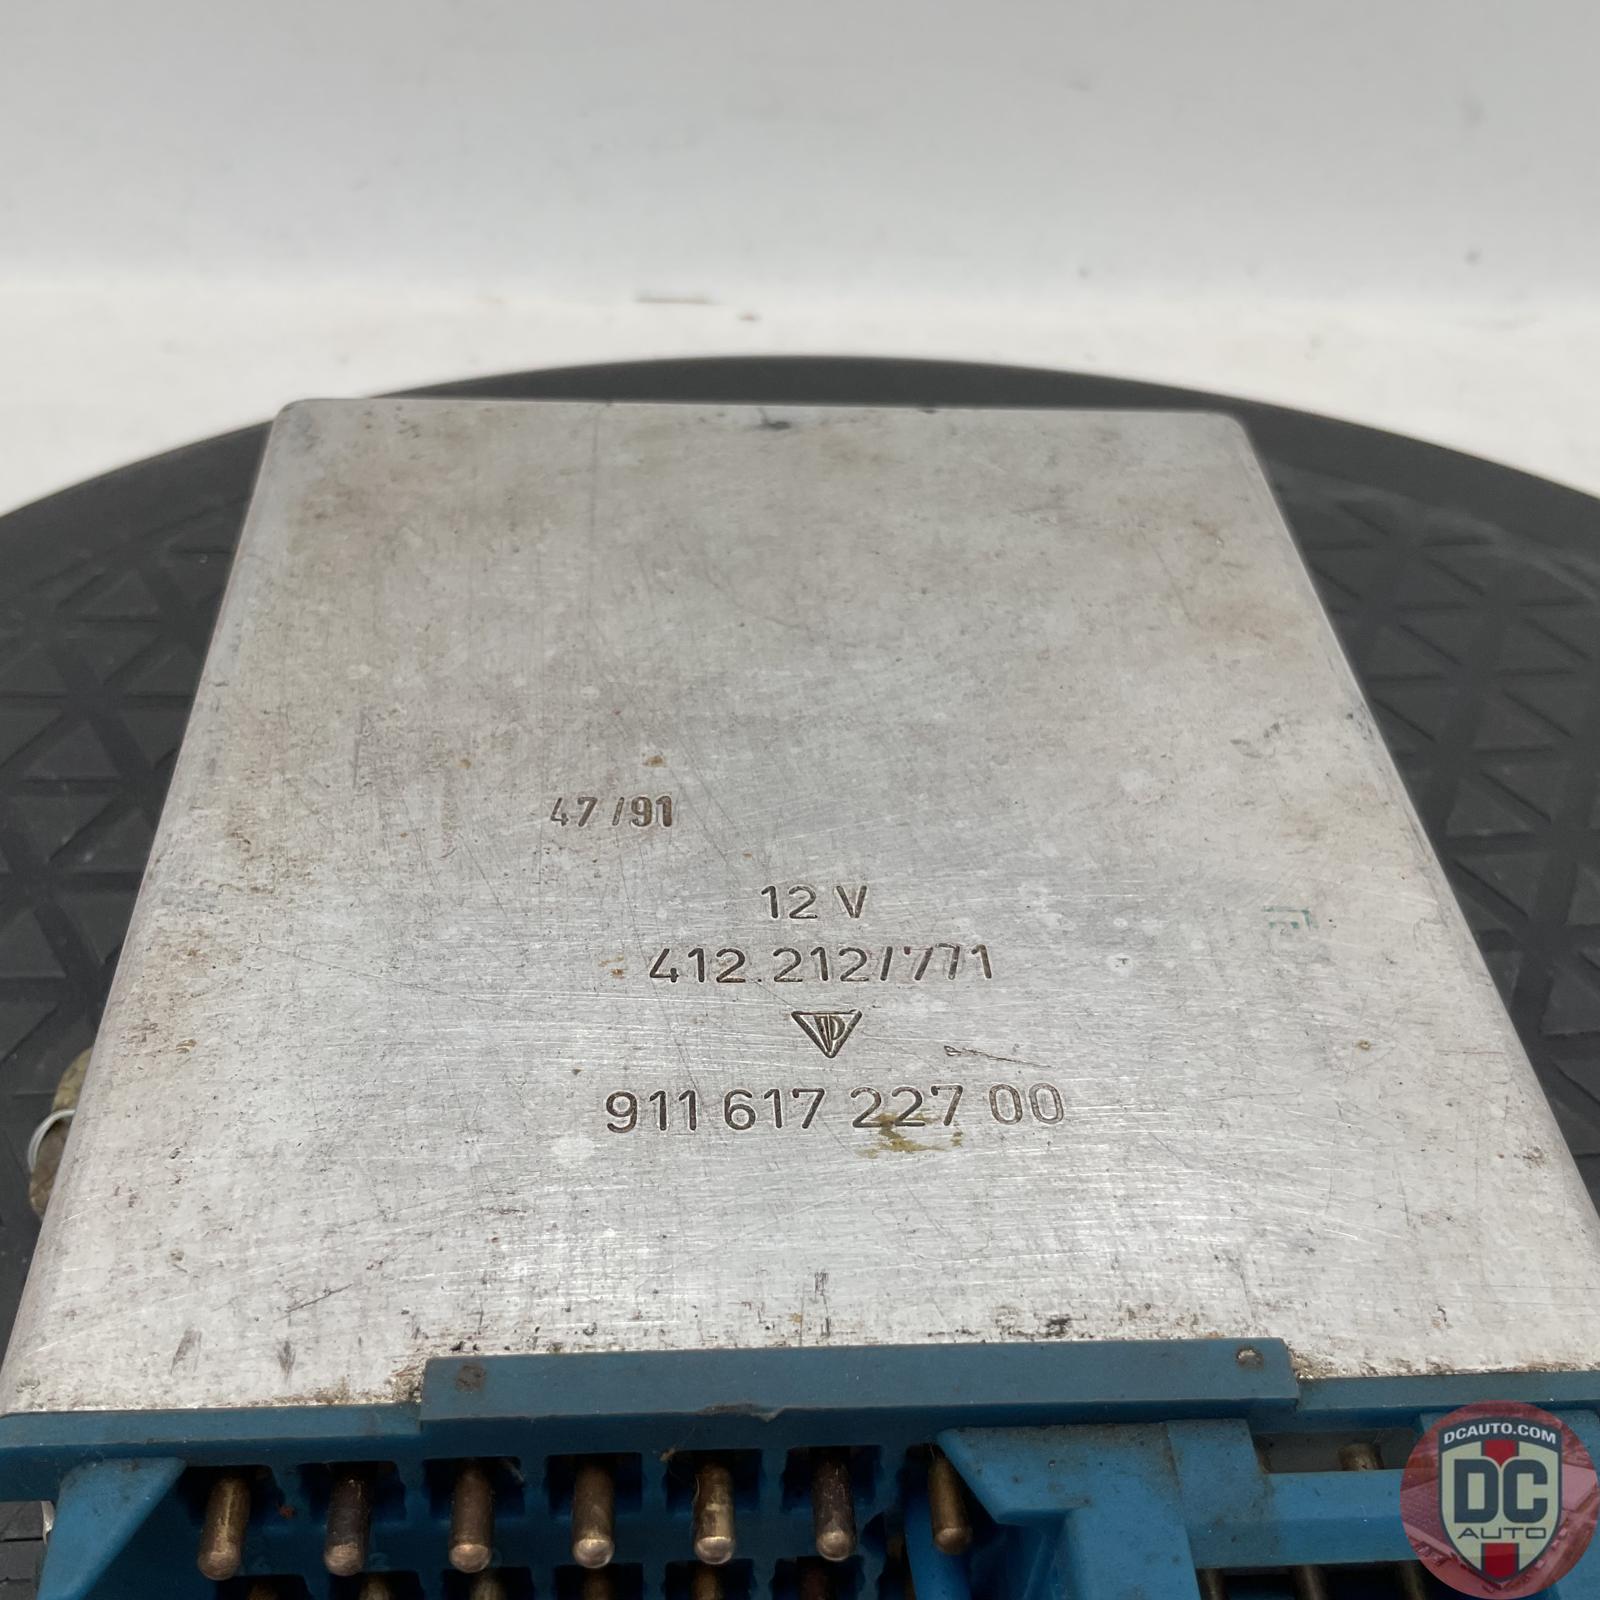 47/91
12 V
412.212/771
911 617 227 00
DCAUTO.COM
DC
AUTO